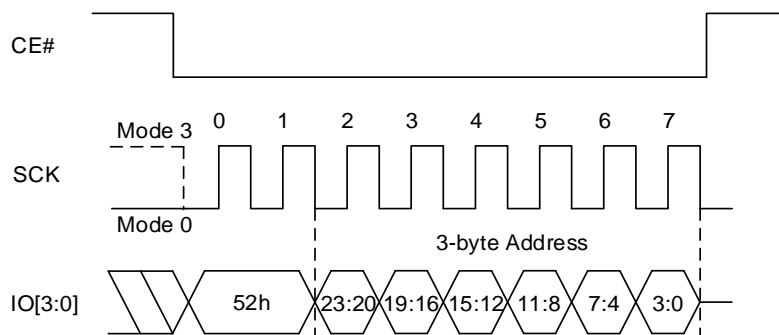 CE#
0 1 2 3 4 5 6 7
Mode 3
SCK
Mode 0
3-byte Address
IO[3:0] 52h 23:20 19:16 15:12 11:8 7:4 3:0